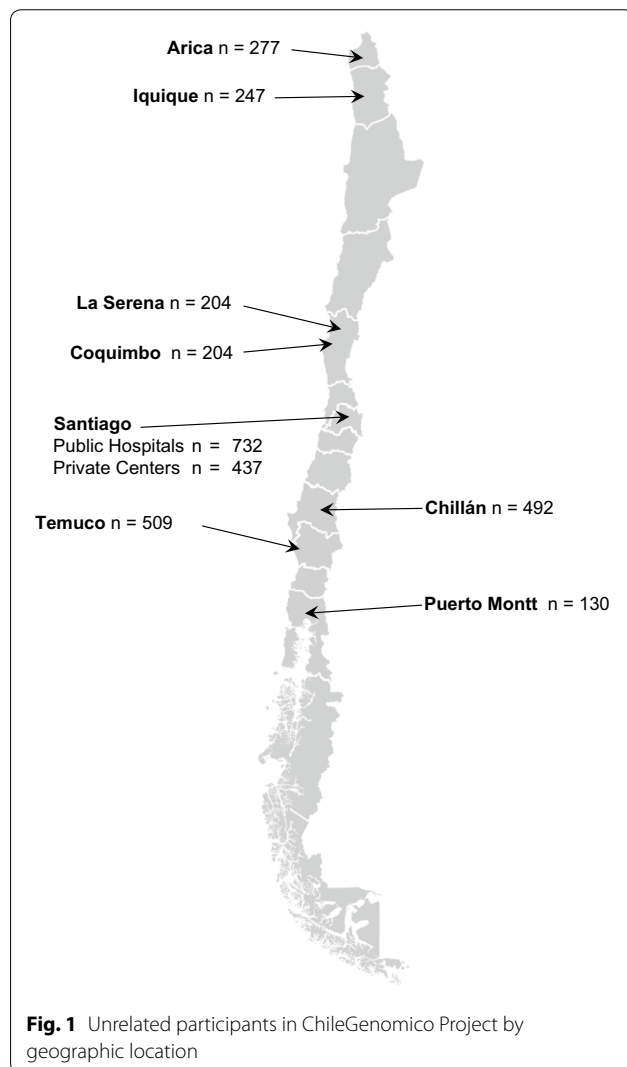 Arica n = 277
Iquique n = 247
La Serena n = 204
Coquimbo n = 204
Santiago
Public Hospitals n = 732
Private Centers n = 437
Chillán n = 492
Temuco n = 509
Puerto Montt n = 130
Fig. 1 Unrelated participants in ChileGenomico Project by
geographic location